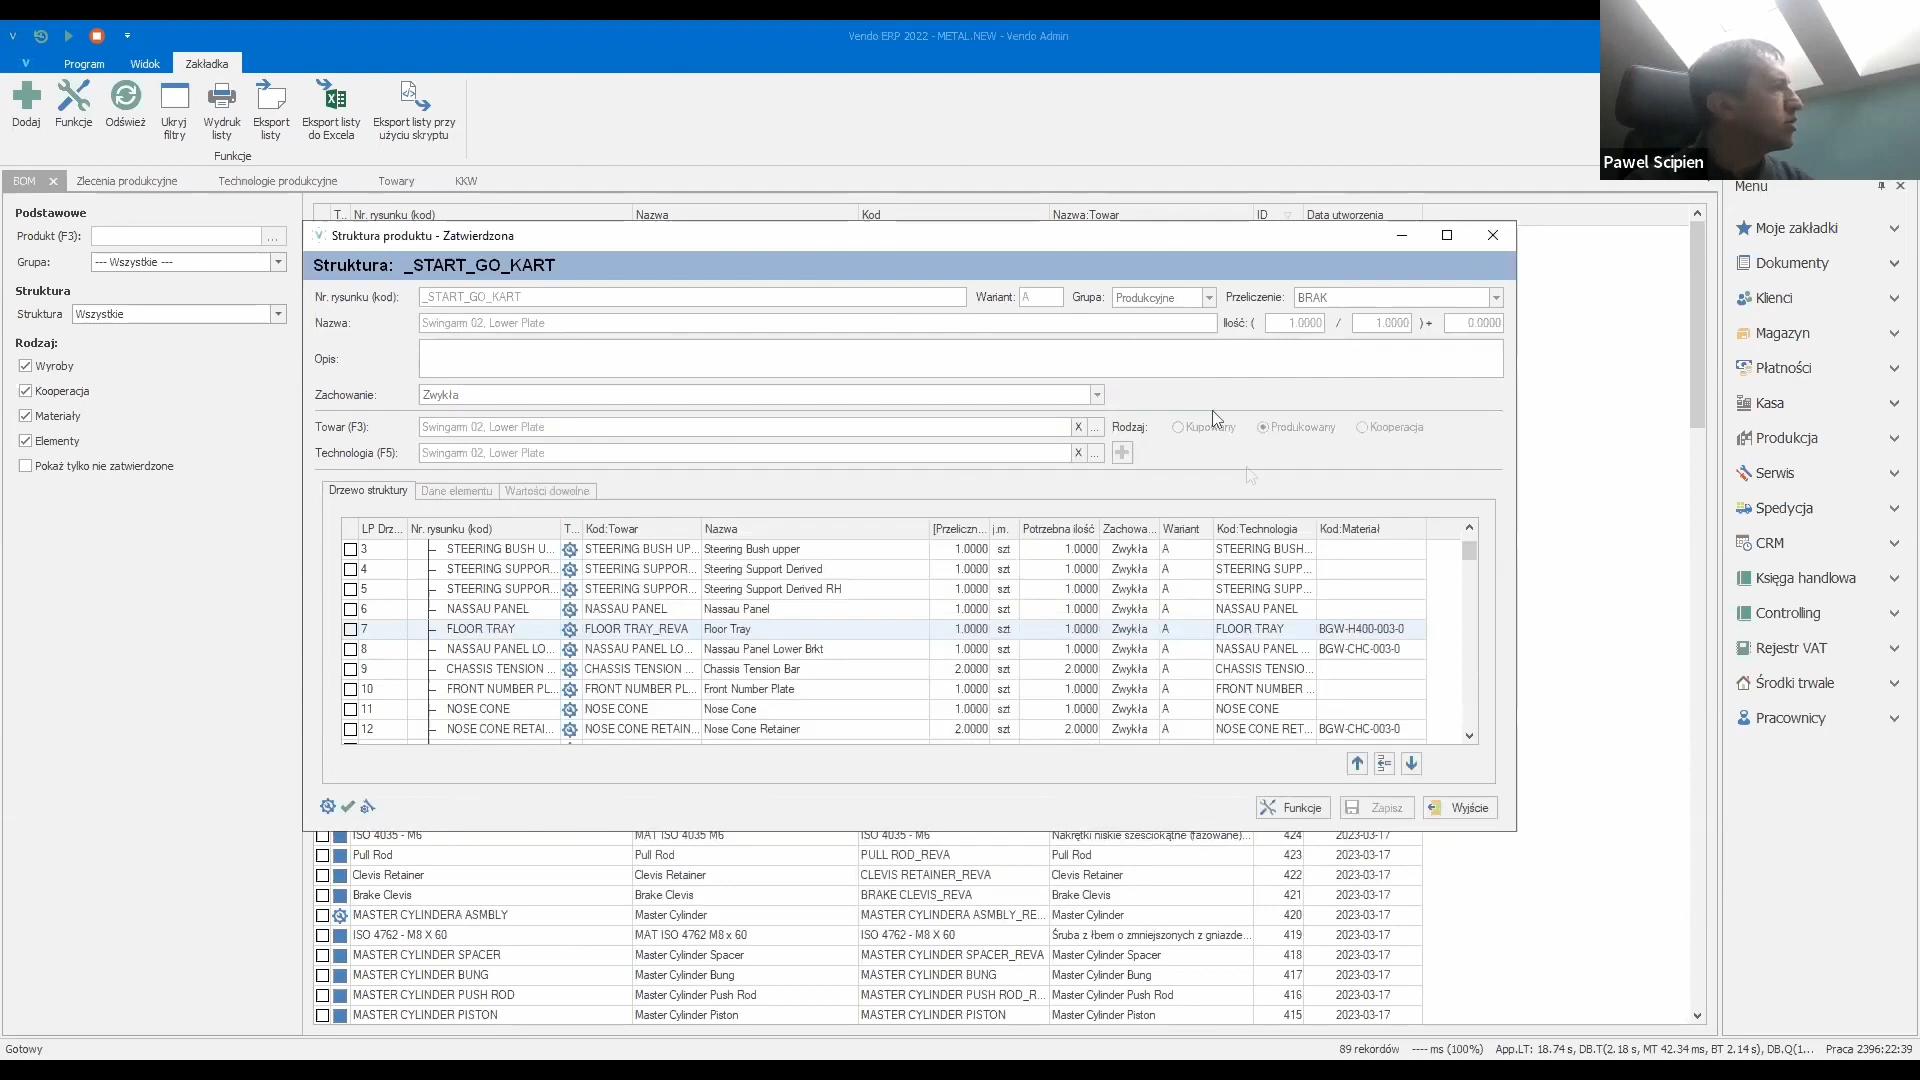 Vendo ERP 2022 - METAL.NEW - Vendo Admin
Program Widok Zakładka
Dodaj Funkcje Odśwież Ukryj filtry Wydruk listy Eksport listy Eksport listy do Excela Eksport listy przy użyciu skryptu
Funkcje
Pawel Scipien
BOM Zlecenia produkcyjne Technologie produkcyjne Towary KKW
Podstawowe
Produkt (F3): ...
Grupa: --- Wszystkie ---
Struktura
Struktura Wszystkie
Rodzaj:
Wyroby
Kooperacja
Materiały
Elementy
Pokaż tylko nie zatwierdzone
T... Nr. rysunku (kod) Nazwa Kod Nazwa:Towar ID Data utworzenia
Struktura produktu - Zatwierdzona
Struktura: _START_GO_KART
Nr. rysunku (kod): _START_GO_KART Wariant: A Grupa: Produkcyjne Przeliczenie: BRAK
Nazwa: Swingarm 02, Lower Plate Ilość: ( 1.0000 / 1.0000 ) + 0.0000
Opis:
Zachowanie: Zwykła
Towar (F3): Swingarm 02, Lower Plate X ... Rodzaj: Kupowany Produkowany Kooperacja
Technologia (F5): Swingarm 02, Lower Plate X ...
Drzewo struktury Dane elementu Wartości dowolne
LP Drz... Nr. rysunku (kod) T... Kod:Towar Nazwa [Przeliczn... j.m. Potrzebna ilość Zachowa... Wariant Kod:Technologia Kod:Materiał
3 STEERING BUSH U... STEERING BUSH UP... Steering Bush upper 1.0000 szt 1.0000 Zwykła A STEERING BUSH...
4 STEERING SUPPOR... STEERING SUPPOR... Steering Support Derived 1.0000 szt 1.0000 Zwykła A STEERING SUPP...
5 STEERING SUPPOR... STEERING SUPPOR... Steering Support Derived RH 1.0000 szt 1.0000 Zwykła A STEERING SUPP...
6 NASSAU PANEL NASSAU PANEL Nassau Panel 1.0000 szt 1.0000 Zwykła A NASSAU PANEL
7 FLOOR TRAY FLOOR TRAY_REVA Floor Tray 1.0000 szt 1.0000 Zwykła A FLOOR TRAY BGW-H400-003-0
8 NASSAU PANEL LO... NASSAU PANEL LO... Nassau Panel Lower Brkt 1.0000 szt 1.0000 Zwykła A NASSAU PANEL ... BGW-CHC-003-0
9 CHASSIS TENSION ... CHASSIS TENSION ... Chassis Tension Bar 2.0000 szt 2.0000 Zwykła A CHASSIS TENSIO...
10 FRONT NUMBER PL... FRONT NUMBER PL... Front Number Plate 1.0000 szt 1.0000 Zwykła A FRONT NUMBER ...
11 NOSE CONE NOSE CONE Nose Cone 1.0000 szt 1.0000 Zwykła A NOSE CONE
12 NOSE CONE RETAI... NOSE CONE RETAIN... Nose Cone Retainer 2.0000 szt 2.0000 Zwykła A NOSE CONE RET... BGW-CHC-003-0
Funkcje Zapisz Wyjście
ISO 4035 - M6 MAT ISO 4035 M6 ISO 4035 - M6 Nakrętki niskie sześciokątne (fazowane)... 424 2023-03-17
Pull Rod Pull Rod PULL ROD_REVA Pull Rod 423 2023-03-17
Clevis Retainer Clevis Retainer CLEVIS RETAINER_REVA Clevis Retainer 422 2023-03-17
Brake Clevis Brake Clevis BRAKE CLEVIS_REVA Brake Clevis 421 2023-03-17
MASTER CYLINDERA ASMBLY Master Cylinder MASTER CYLINDERA ASMBLY_RE... Master Cylinder 420 2023-03-17
ISO 4762 - M8 X 60 MAT ISO 4762 M8 x 60 ISO 4762 - M8 X 60 Śruba z łbem o zmniejszonych z gniazde... 419 2023-03-17
MASTER CYLINDER SPACER Master Cylinder Spacer MASTER CYLINDER SPACER_REVA Master Cylinder Spacer 418 2023-03-17
MASTER CYLINDER BUNG Master Cylinder Bung MASTER CYLINDER BUNG Master Cylinder Bung 417 2023-03-17
MASTER CYLINDER PUSH ROD Master Cylinder Push Rod MASTER CYLINDER PUSH ROD_R... Master Cylinder Push Rod 416 2023-03-17
MASTER CYLINDER PISTON Master Cylinder Piston MASTER CYLINDER PISTON Master Cylinder Piston 415 2023-03-17
Menu
Moje zakładki
Dokumenty
Klienci
Magazyn
Płatności
Kasa
Produkcja
Serwis
Spedycja
CRM
Księga handlowa
Controlling
Rejestr VAT
Środki trwałe
Pracownicy
Gotowy 89 rekordów ---- ms (100%) App.LT: 18.74 s, DB.T(2.18 s, MT 42.34 ms, BT 2.14 s), DB.Q(1... Praca 2396:22:39